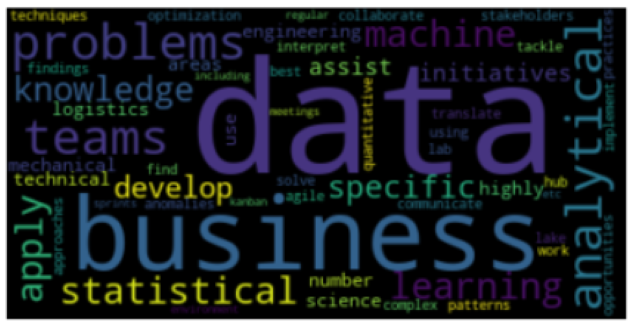 techniques optimization regular collaborate stakeholders
problems engineering machine tackle
findings areas interpret assist initiatives
including best
knowledge data analytical practices
logistics use meetings quantitative translate implement
teams using
mechanical find lab
technical develop solve specific highly hub
approaches sprints anomalies agile kanban communicate etc
apply business lake opportunities
work
statistical number learning
science complex patterns
environment